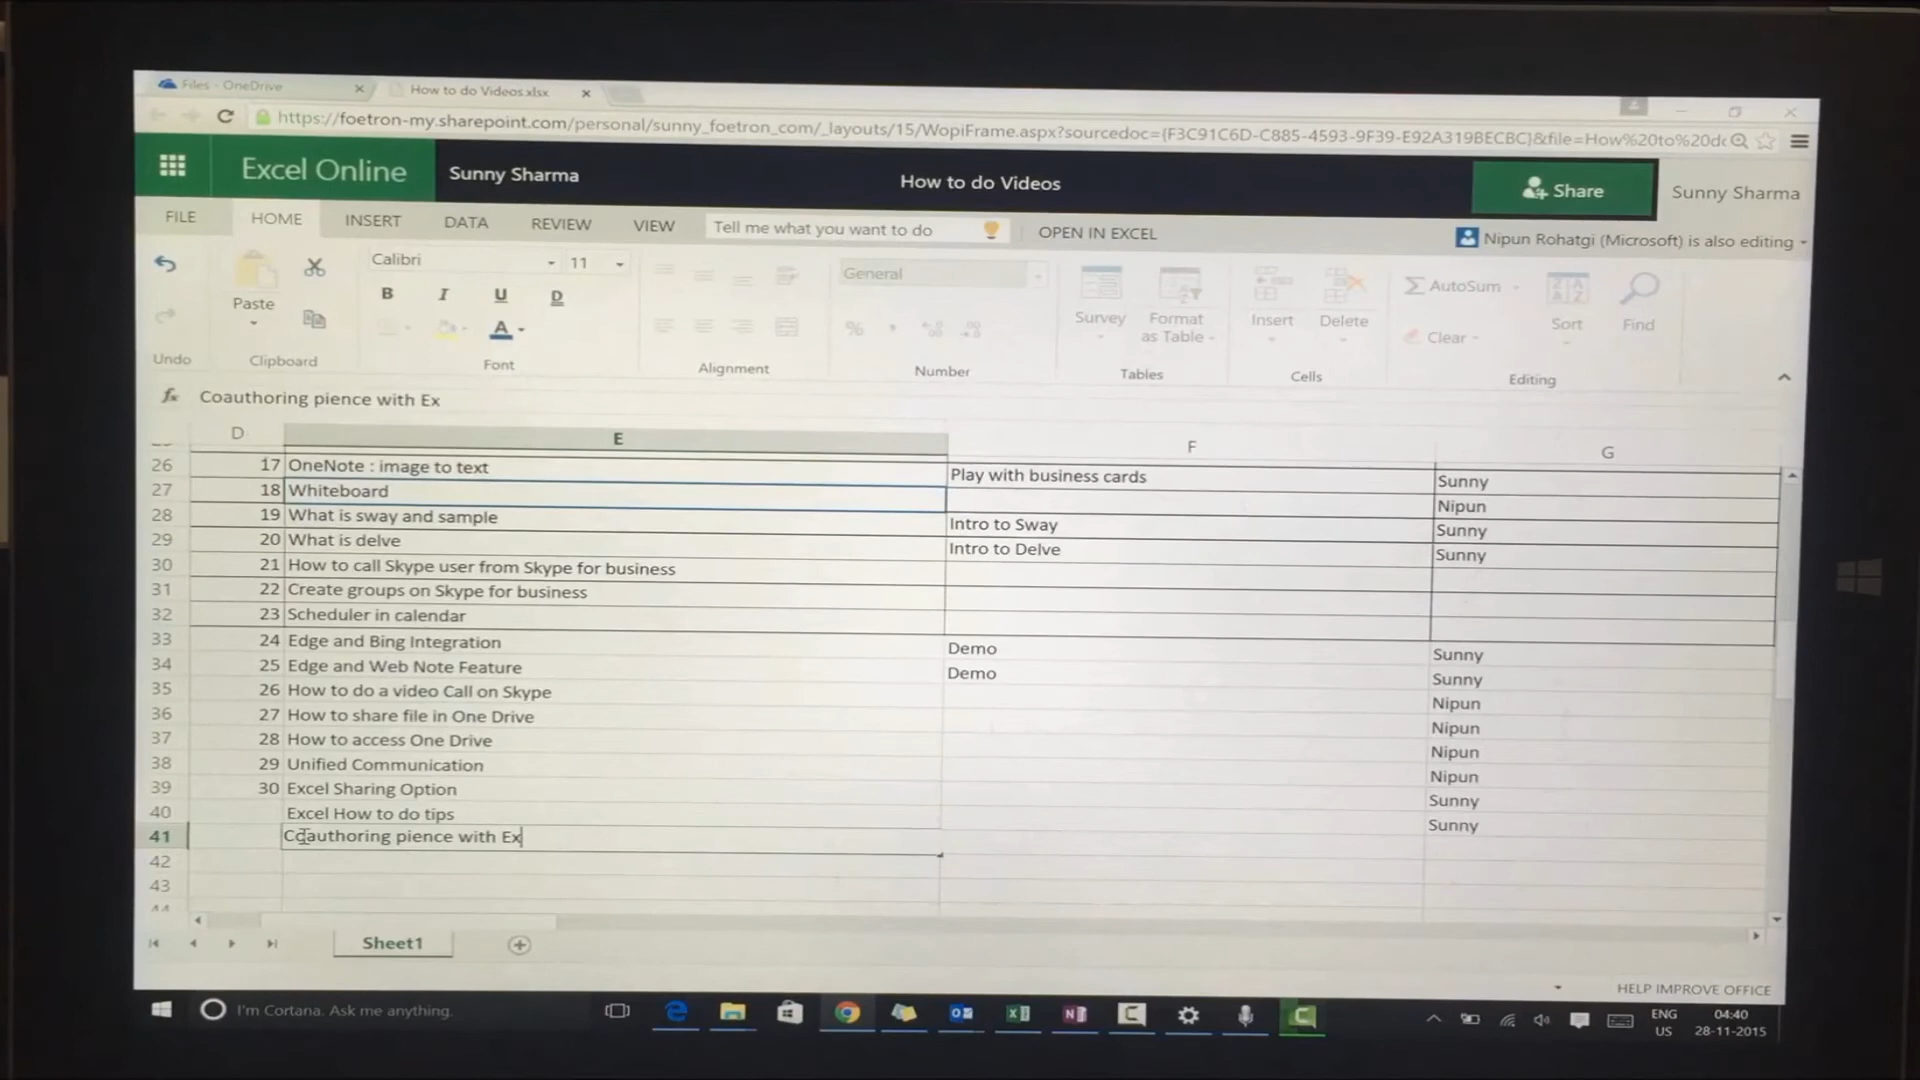 Files - OneDrive
How to do Videos.xlsx
https://foetron-my.sharepoint.com/personal/sunny_foetron_com/_layouts/15/WopiFrame.aspx?sourcedoc={F3C91C6D-C885-4593-9F39-E92A319BECBC}&file=How%20to%20do
Excel Online
Sunny Sharma
How to do Videos
Share
Sunny Sharma
FILE HOME INSERT DATA REVIEW VIEW Tell me what you want to do OPEN IN EXCEL
Nipun Rohatgi (Microsoft) is also editing
Calibri 11 General
B I U D
Paste
Survey Format as Table Insert Delete AutoSum Clear Sort Find
Undo Clipboard Font Alignment Number Tables Cells Editing
fx Coauthoring pience with Ex
D E F G
26 17 OneNote : image to text Play with business cards Sunny
27 18 Whiteboard Nipun
28 19 What is sway and sample Intro to Sway Sunny
29 20 What is delve Intro to Delve Sunny
30 21 How to call Skype user from Skype for business
31 22 Create groups on Skype for business
32 23 Scheduler in calendar
33 24 Edge and Bing Integration Demo Sunny
34 25 Edge and Web Note Feature Demo Sunny
35 26 How to do a video Call on Skype Nipun
36 27 How to share file in One Drive Nipun
37 28 How to access One Drive Nipun
38 29 Unified Communication Nipun
39 30 Excel Sharing Option Sunny
40 Excel How to do tips Sunny
41 Coauthoring pience with Ex
42
43
Sheet1
HELP IMPROVE OFFICE
I'm Cortana. Ask me anything.
ENG
US
04:40
28-11-2015